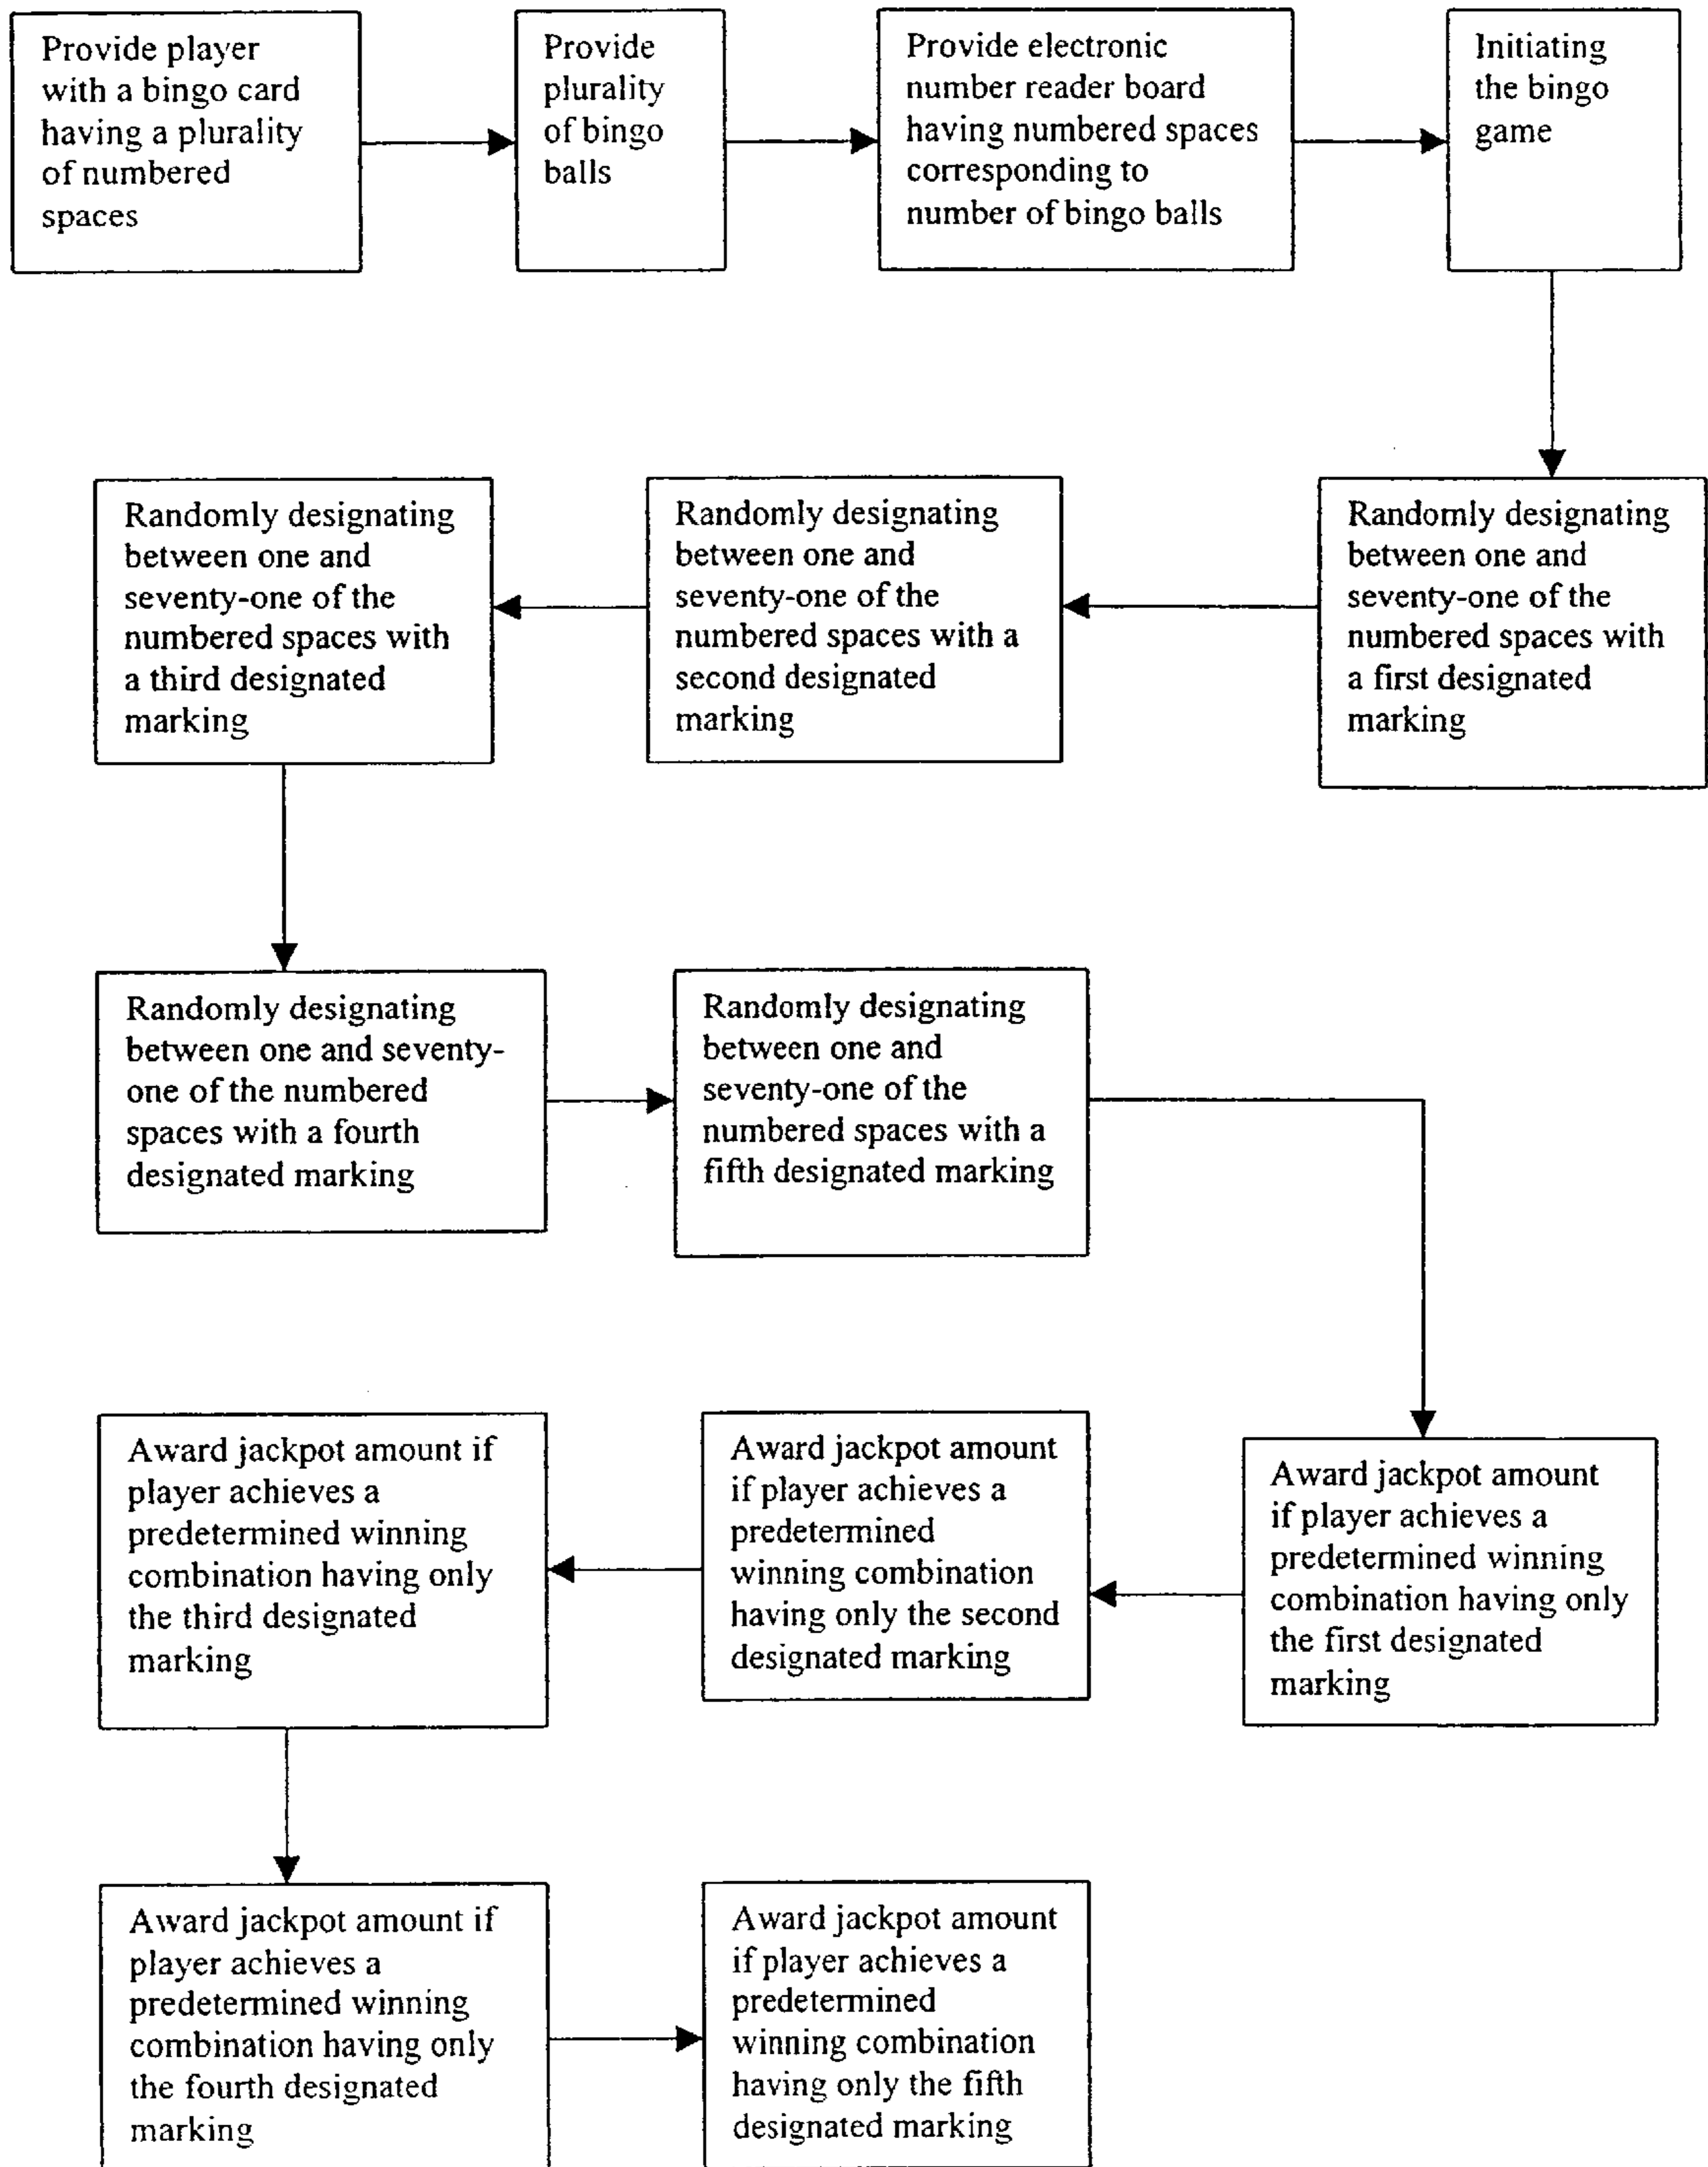 Provide player
with a bingo card
having a plurality
of numbered
spaces
Provide
plurality
of bingo
balls
Provide electronic
number reader board
having numbered spaces
corresponding to
number of bingo balls
Initiating
the bingo
game
Randomly designating
between one and
seventy-one of the
numbered spaces with
a first designated
marking
Randomly designating
between one and
seventy-one of the
numbered spaces with a
second designated
marking
Randomly designating
between one and
seventy-one of the
numbered spaces with
a third designated
marking
Randomly designating
between one and seventy-
one of the numbered
spaces with a fourth
designated marking
Randomly designating
between one and
seventy-one of the
numbered spaces with a
fifth designated marking
Award jackpot amount
if player achieves a
predetermined winning
combination having only
the first designated
marking
Award jackpot amount
if player achieves a
predetermined
winning combination
having only the second
designated marking
Award jackpot amount if
player achieves a
predetermined winning
combination having only
the third designated
marking
Award jackpot amount if
player achieves a
predetermined winning
combination having only
the fourth designated
marking
Award jackpot amount
if player achieves a
predetermined
winning combination
having only the fifth
designated marking